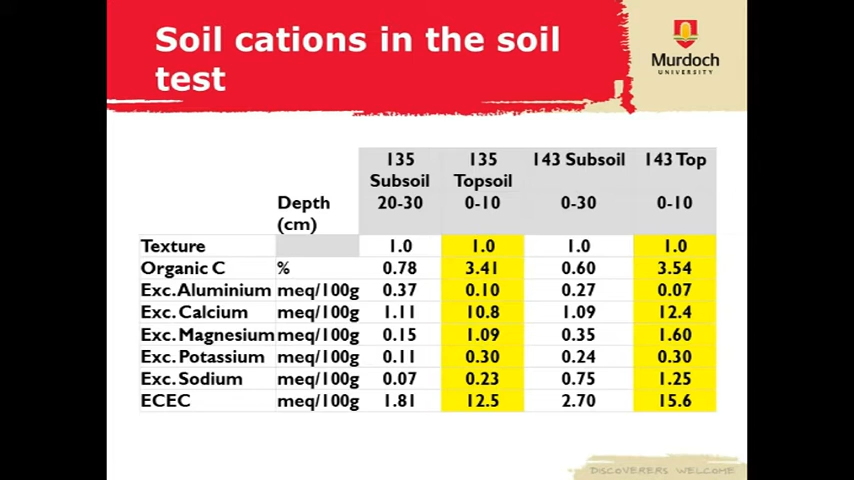 Soil cations in the soil
test
Murdoch
UNIVERSITY
135 135 143 Subsoil 143 Top
Subsoil Topsoil
Depth 20-30 0-10 0-30 0-10
(cm)
Texture 1.0 1.0 1.0 1.0
Organic C % 0.78 3.41 0.60 3.54
Exc.Aluminium meq/100g 0.37 0.10 0.27 0.07
Exc. Calcium meq/100g 1.11 10.8 1.09 12.4
Exc. Magnesium meq/100g 0.15 1.09 0.35 1.60
Exc. Potassium meq/100g 0.11 0.30 0.24 0.30
Exc. Sodium meq/100g 0.07 0.23 0.75 1.25
ECEC meq/100g 1.81 12.5 2.70 15.6
DISCOVERERS WELCOME